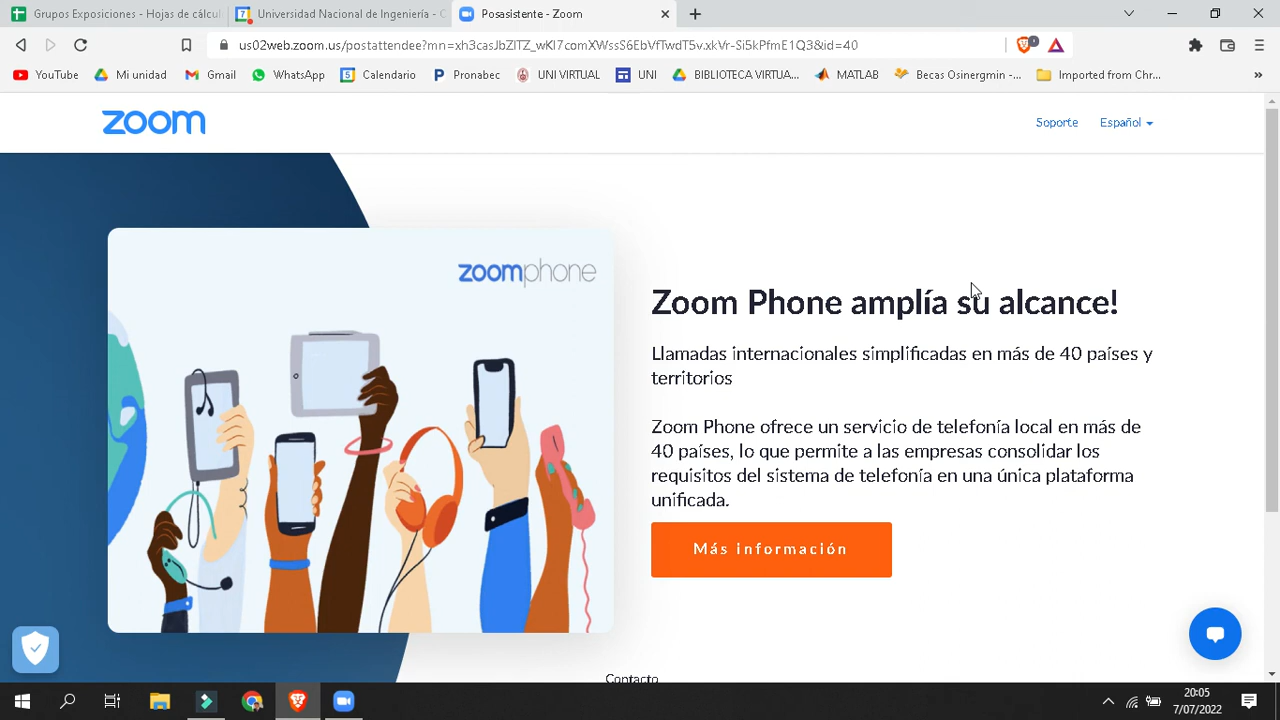 Grupos Exposiciones - Hojas de cálcul
Universidad Nacional de Ingeniería - C
Posasistente - Zoom
us02web.zoom.us/postattendee?mn=xh3casJbZITZ_wKI7comXWssS6EbVfTwdT5v.xkVr-Si5kPfmE1Q3&id=40
YouTube
Mi unidad
Gmail
WhatsApp
Calendario
Pronabec
UNI VIRTUAL
UNI
BIBLIOTECA VIRTUA...
MATLAB
Becas Osinergmin -...
Imported from Chr...
zoom
Soporte
Español
zoomphone
Zoom Phone amplía su alcance!
Llamadas internacionales simplificadas en más de 40 países y
territorios
Zoom Phone ofrece un servicio de telefonía local en más de
40 países, lo que permite a las empresas consolidar los
requisitos del sistema de telefonía en una única plataforma
unificada.
Más información
Contacto
20:05
7/07/2022